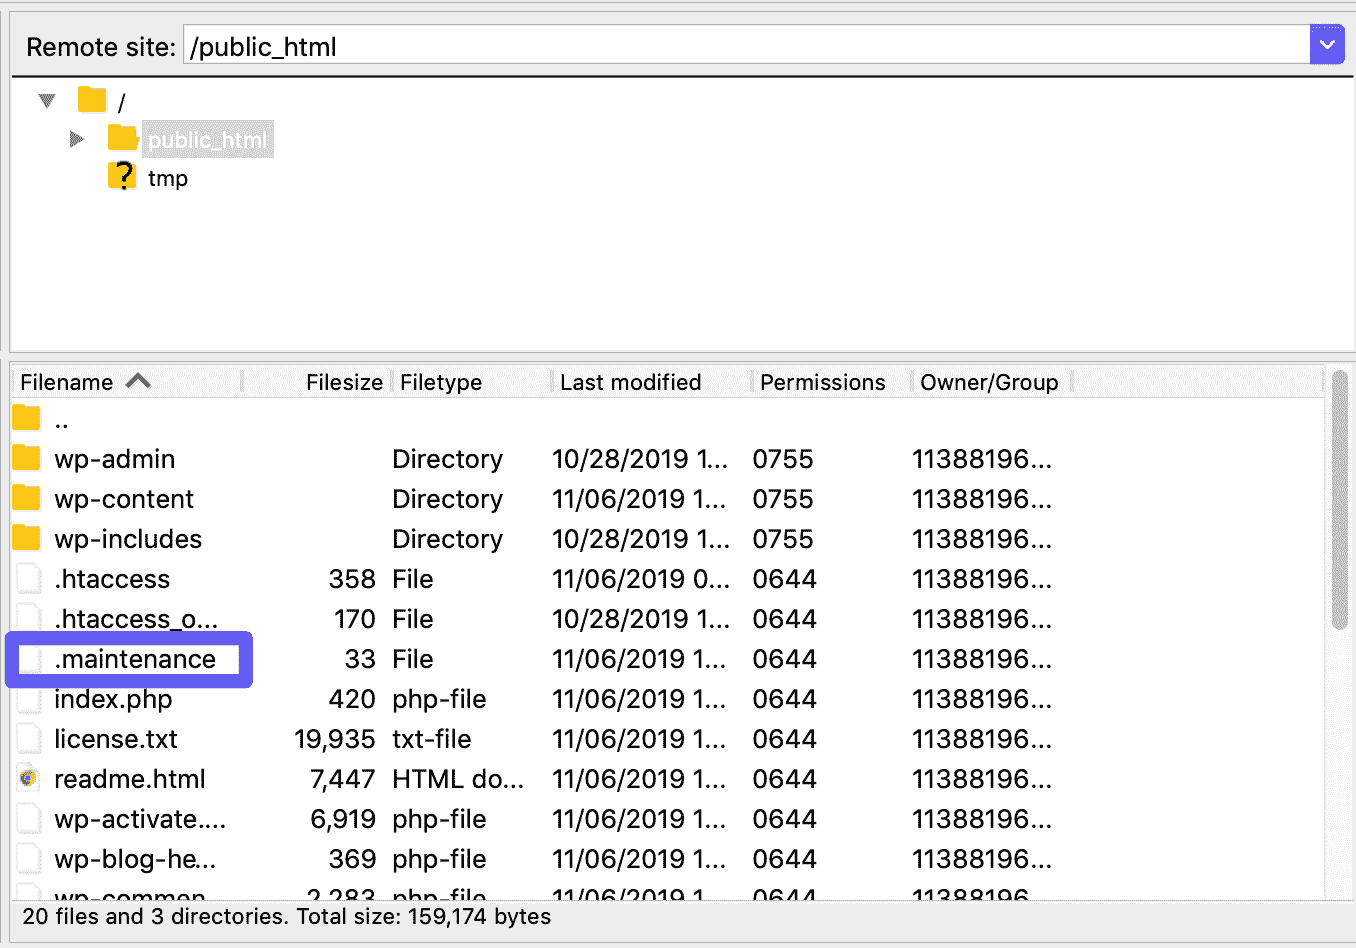 Remote site: /public_html
/
public_html
? tmp
Filename Filesize Filetype Last modified Permissions Owner/Group
..
wp-admin Directory 10/28/2019 1... 0755 11388196...
wp-content Directory 11/06/2019 1... 0755 11388196...
wp-includes Directory 10/28/2019 1... 0755 11388196...
.htaccess 358 File 11/06/2019 0... 0644 11388196...
.htaccess_o... 170 File 10/28/2019 1... 0644 11388196...
.maintenance 33 File 11/06/2019 1... 0644 11388196...
index.php 420 php-file 11/06/2019 1... 0644 11388196...
license.txt 19,935 txt-file 11/06/2019 1... 0644 11388196...
readme.html 7,447 HTML do... 11/06/2019 1... 0644 11388196...
wp-activate.... 6,919 php-file 11/06/2019 1... 0644 11388196...
wp-blog-he... 369 php-file 11/06/2019 1... 0644 11388196...
wp-commen 2,283 php-file 11/06/2019 1... 0644 11388196...
20 files and 3 directories. Total size: 159,174 bytes